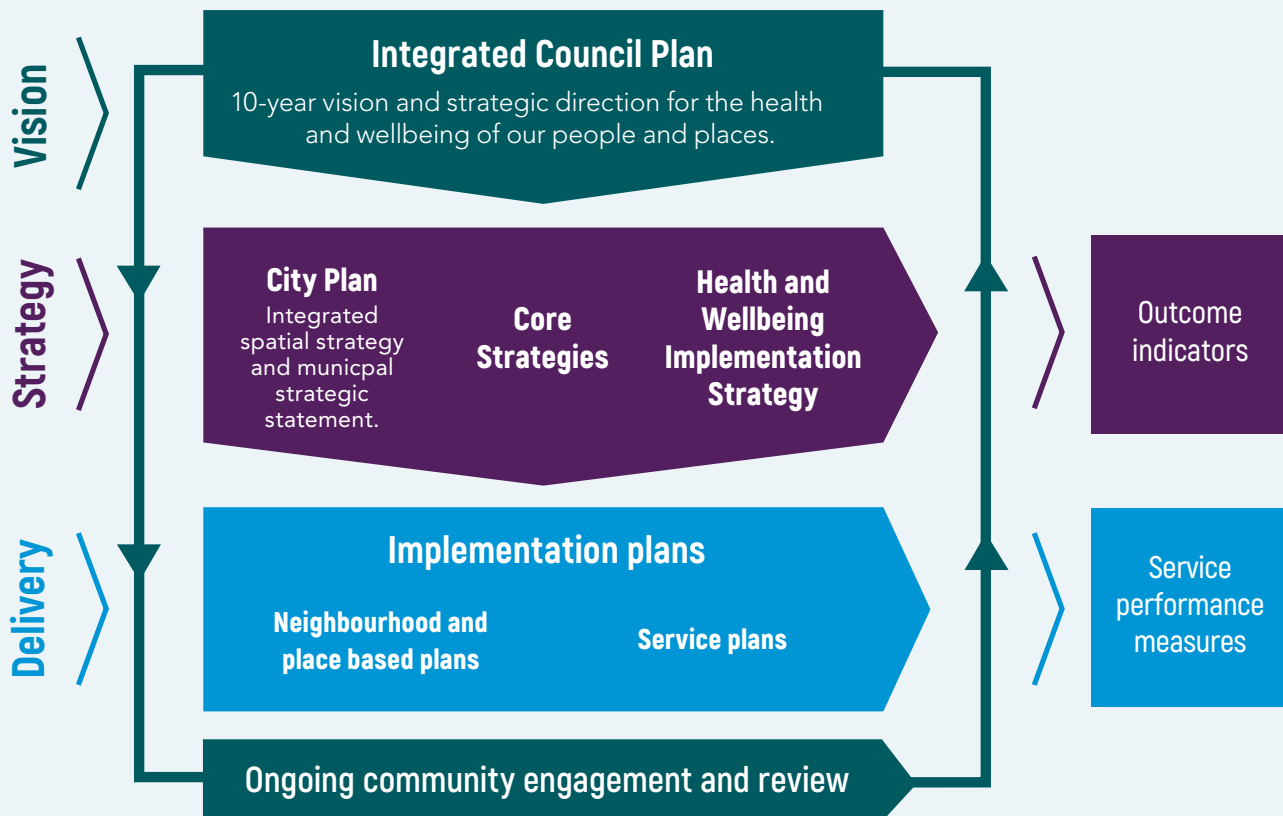 Vision
Integrated Council Plan
10-year vision and strategic direction for the health
and wellbeing of our people and places.
Strategy
City Plan
Integrated
spatial strategy
and municpal
strategic
statement.
Core
Strategies
Health and
Wellbeing
Implementation
Strategy
Outcome
indicators
Delivery
Implementation plans
Neighbourhood and
place based plans
Service plans
Service
performance
measures
Ongoing community engagement and review